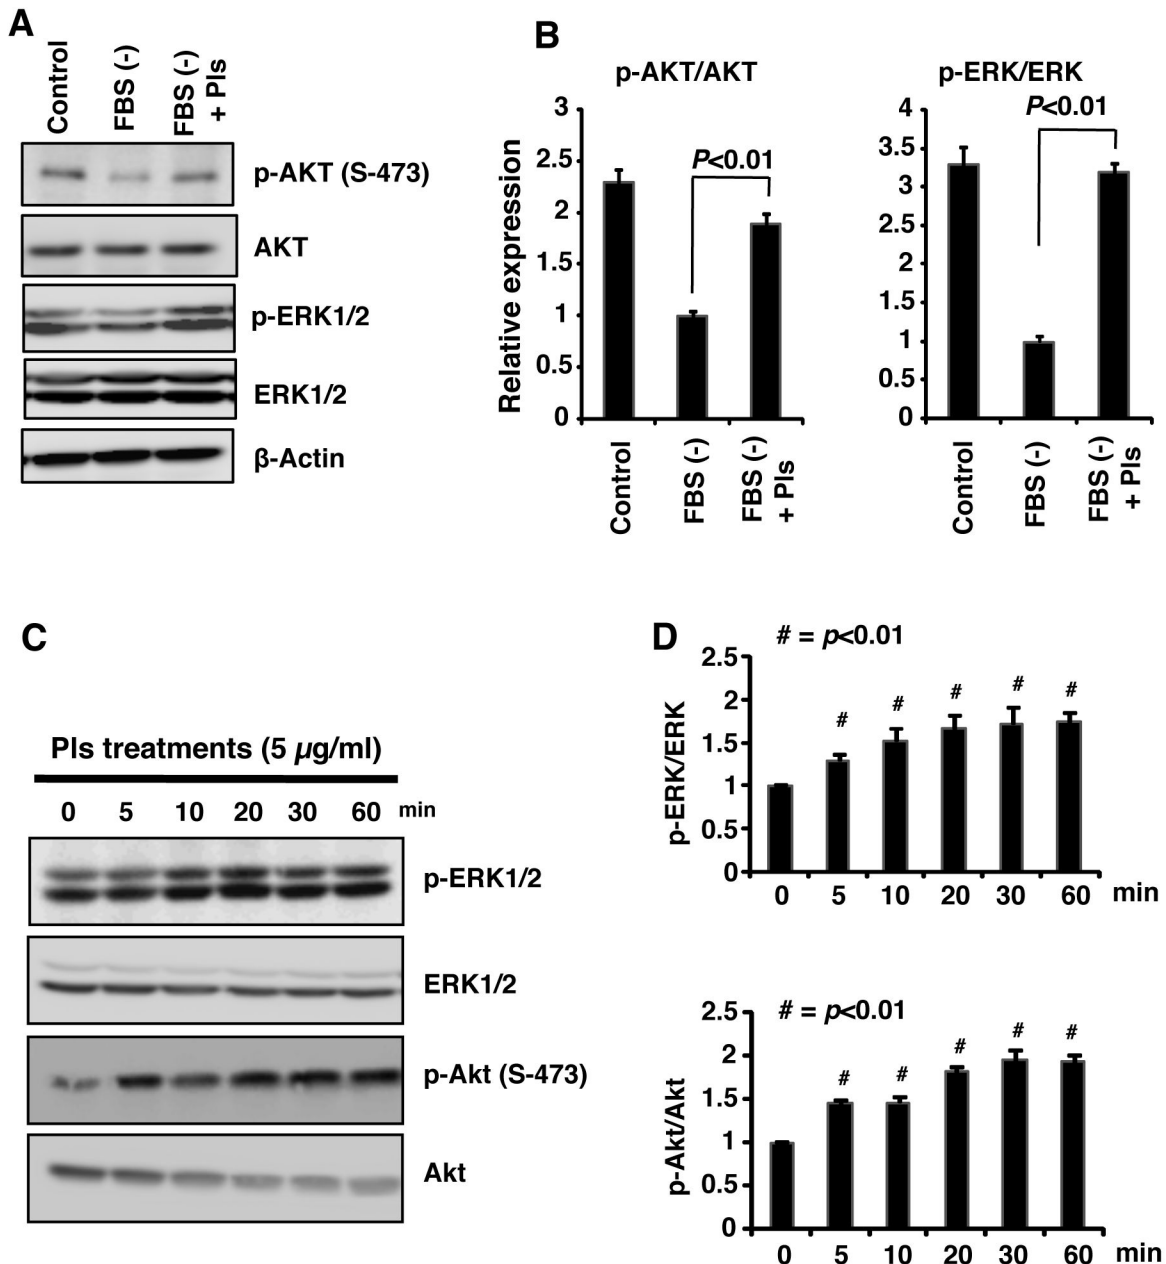 A
Control
FBS (-)
FBS (-)
+ Pls
p-AKT (S-473)
AKT
p-ERK1/2
ERK1/2
β-Actin
B
p-AKT/AKT
Relative expression
3
2.5
2
1.5
1
0.5
0
P<0.01
Control
FBS (-)
FBS (-)
+ Pls
p-ERK/ERK
4
3.5
3
2.5
2
1.5
1
0.5
0
P<0.01
Control
FBS (-)
FBS (-)
+ Pls
C
Pls treatments (5 µg/ml)
0 5 10 20 30 60 min
p-ERK1/2
ERK1/2
p-Akt (S-473)
Akt
D
# = p<0.01
p-ERK/ERK
2.5
2
1.5
1
0.5
0
# # # # #
0 5 10 20 30 60 min
# = p<0.01
p-Akt/Akt
2.5
2
1.5
1
0.5
0
# # # # #
0 5 10 20 30 60 min